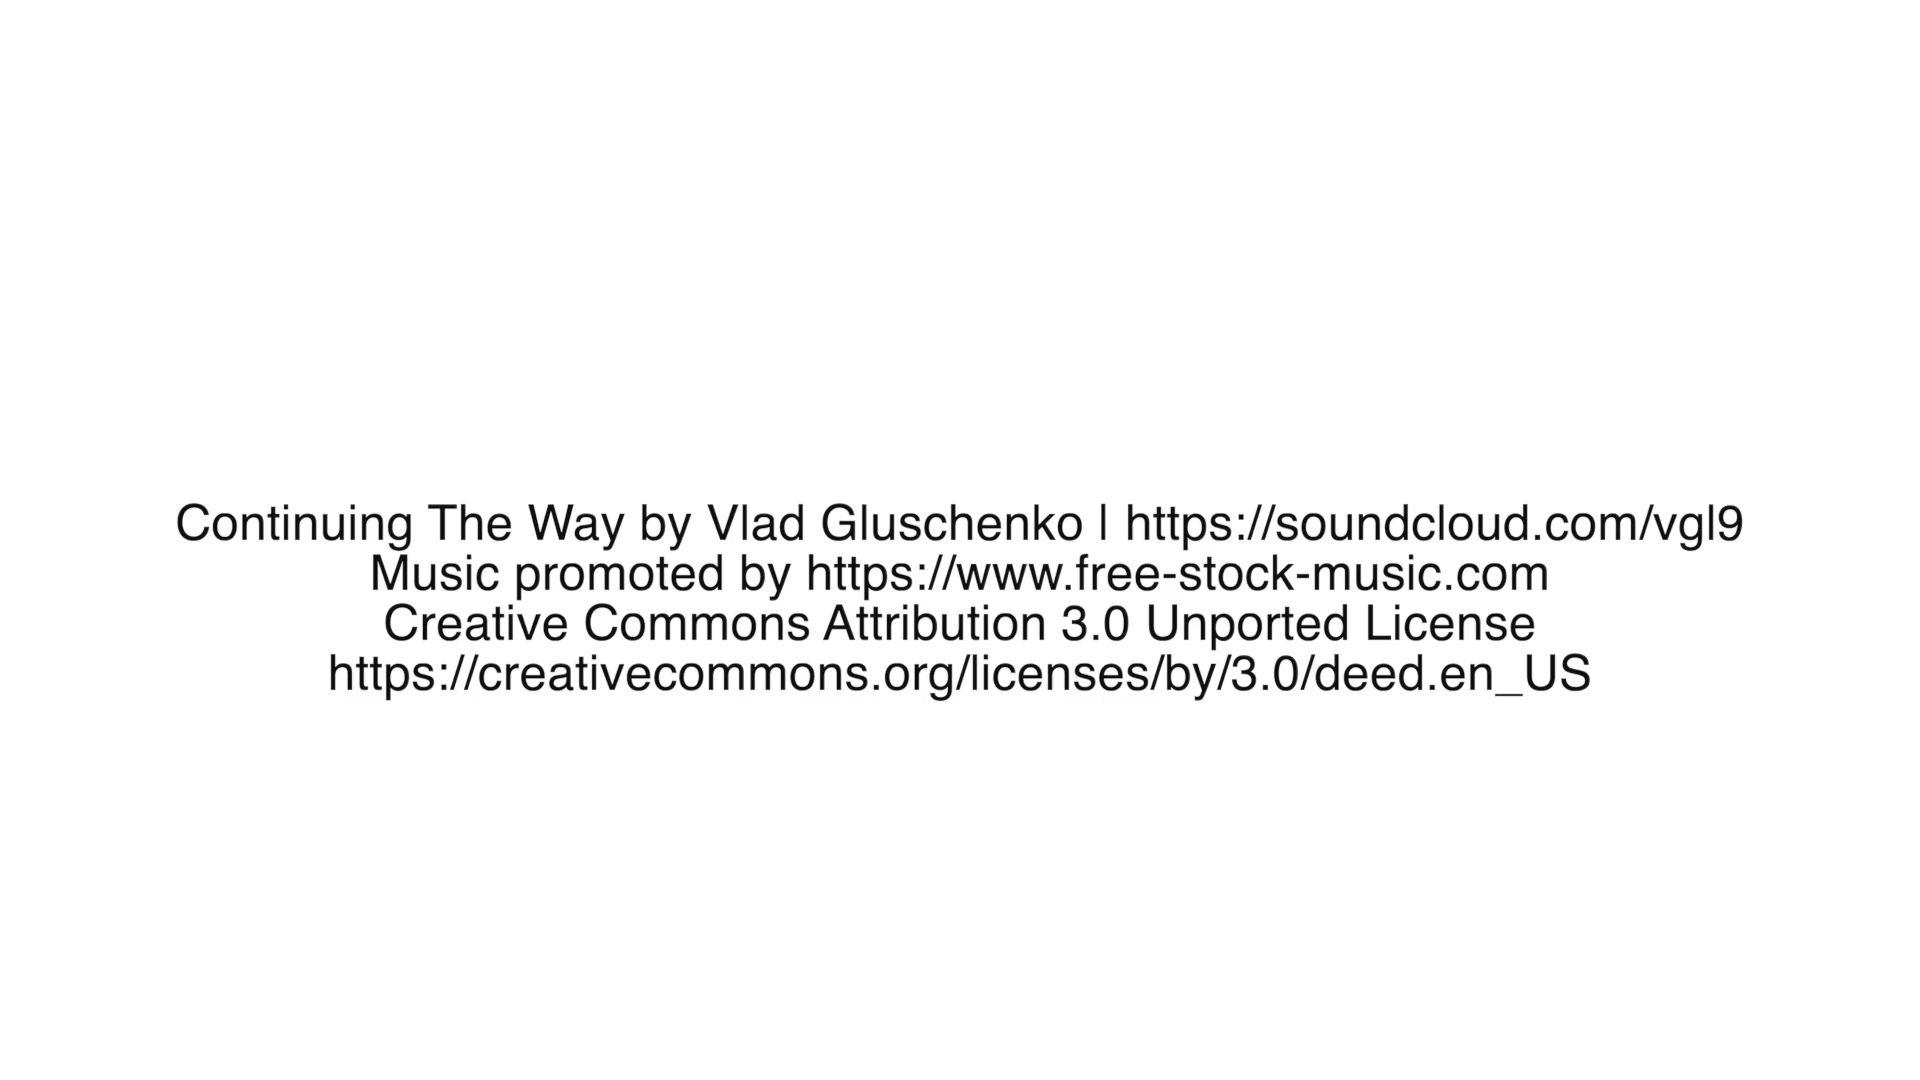 Continuing The Way by Vlad Gluschenko | https://soundcloud.com/vgl9
Music promoted by https://www.free-stock-music.com
Creative Commons Attribution 3.0 Unported License
https://creativecommons.org/licenses/by/3.0/deed.en_US